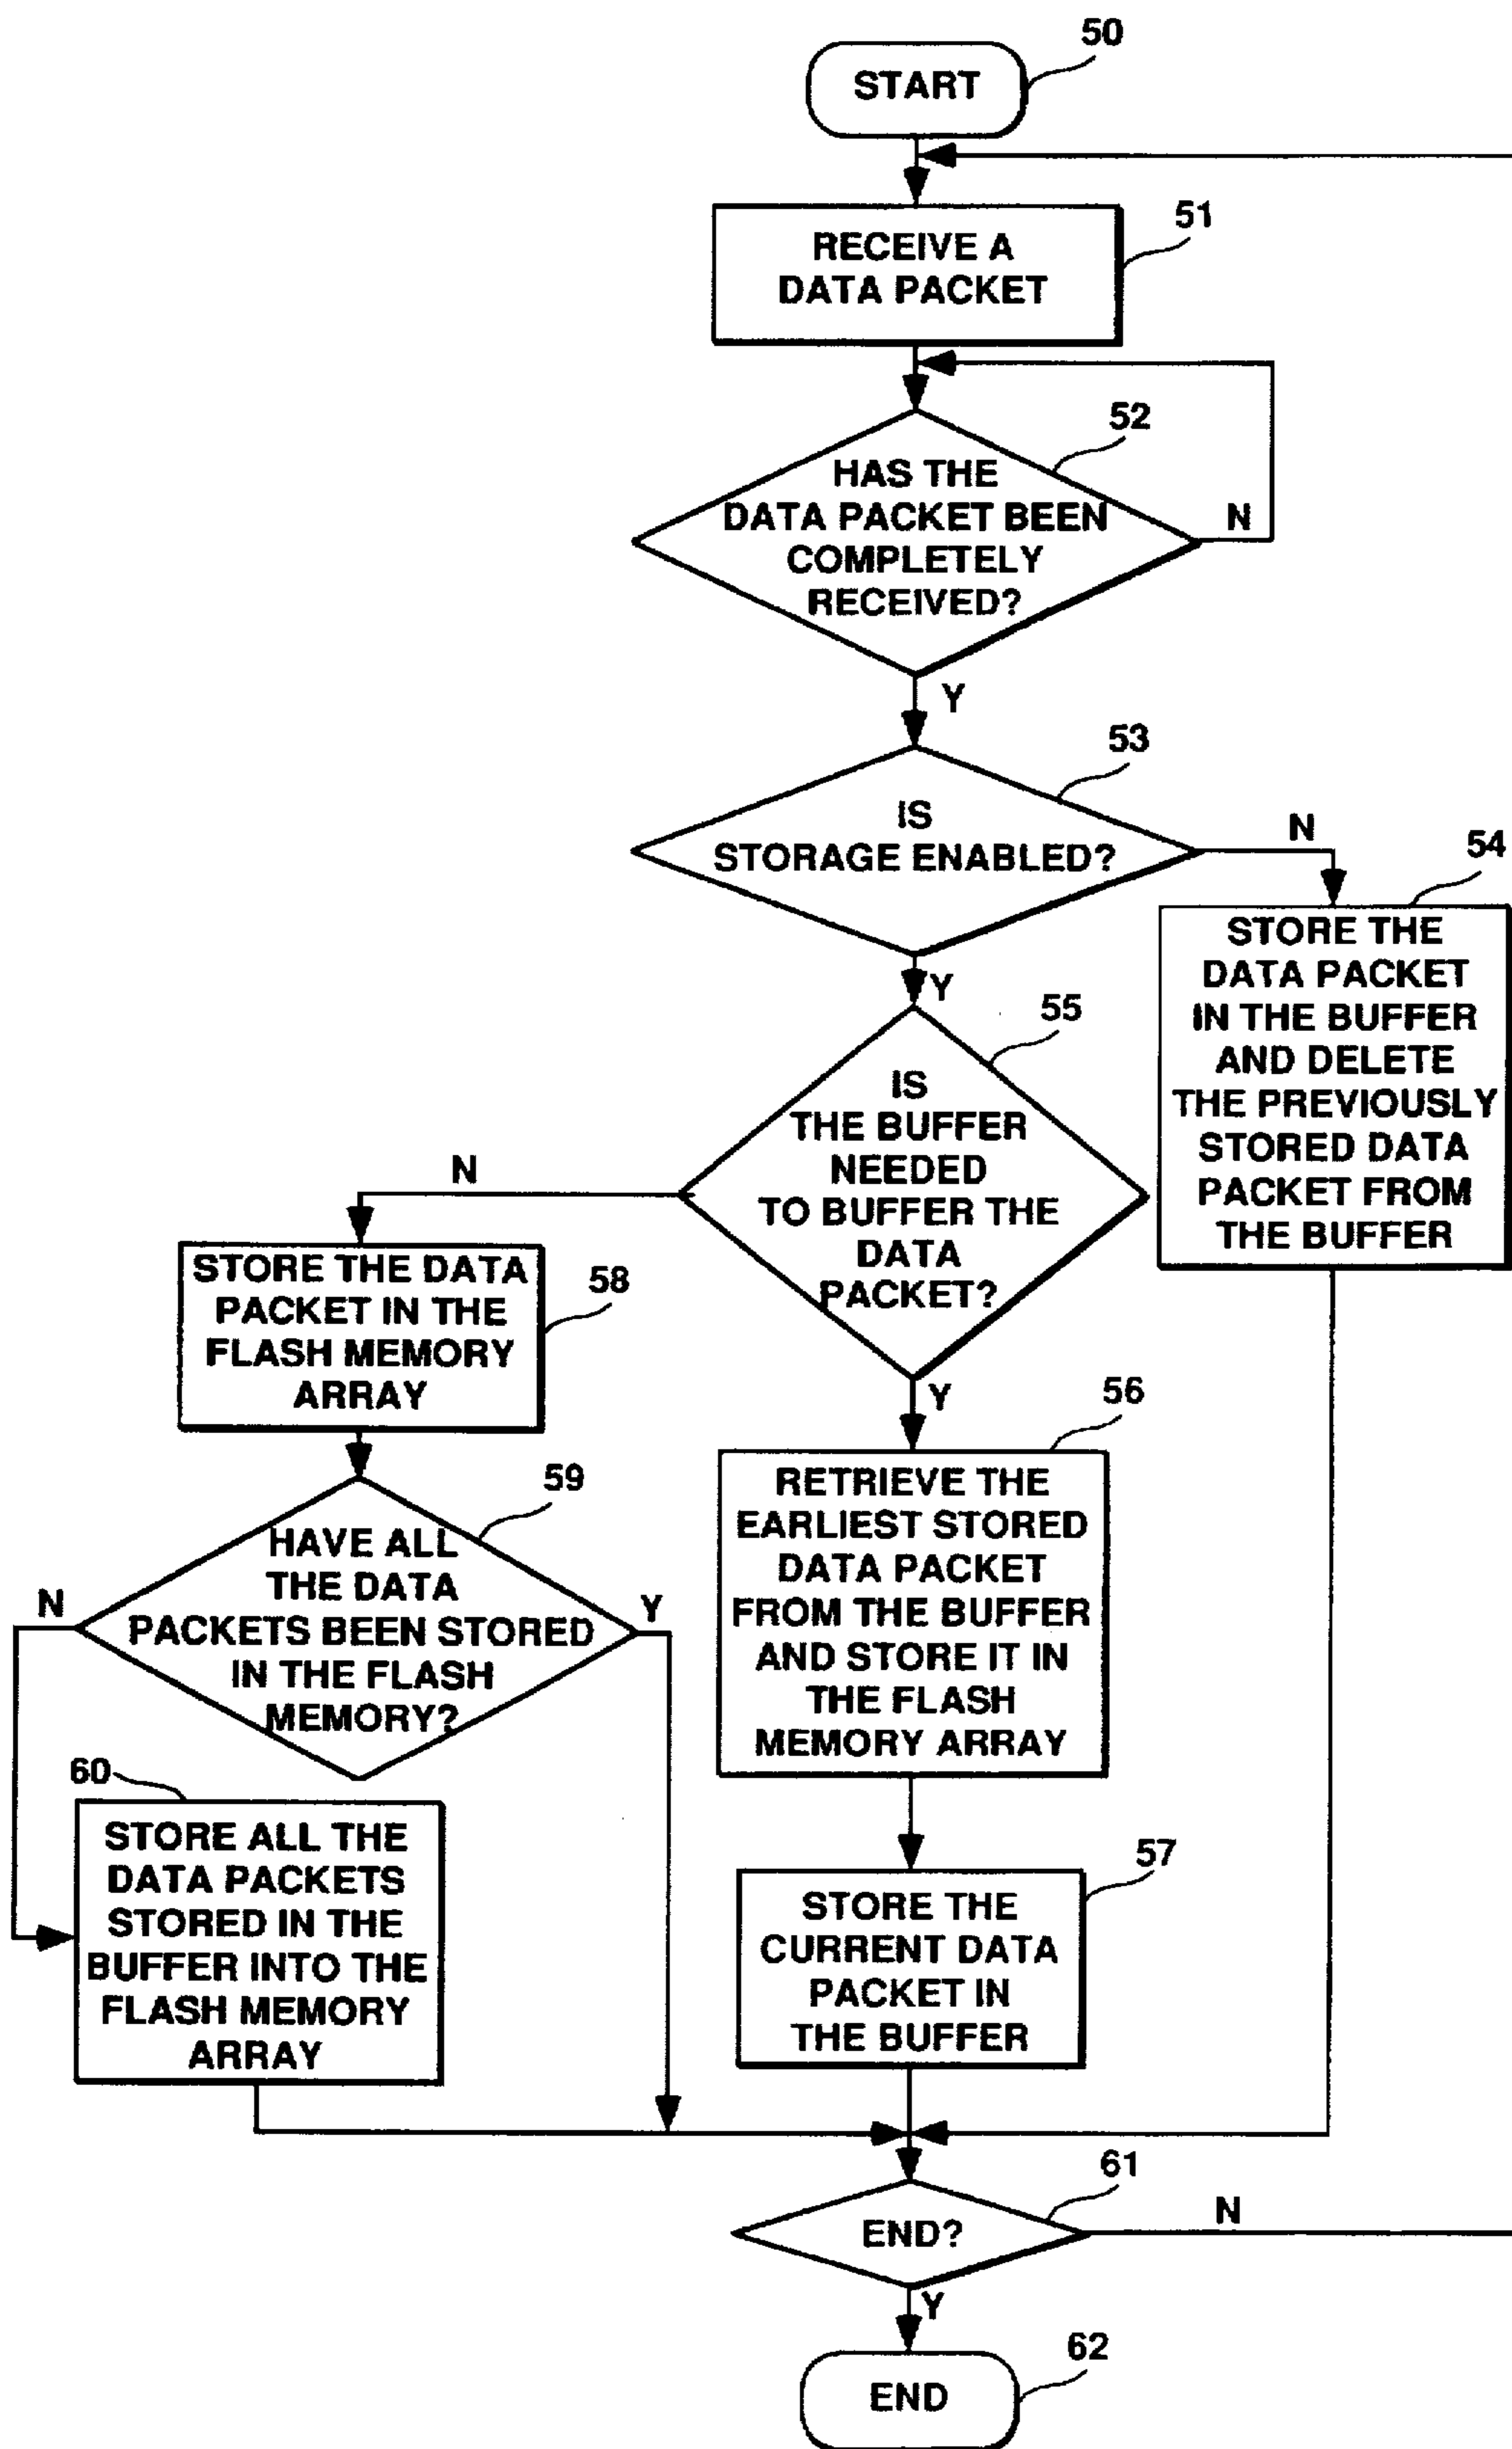 50
START
51
RECEIVE A
DATA PACKET
52
HAS THE
DATA PACKET BEEN
COMPLETELY
RECEIVED?
N
Y
53
IS
STORAGE ENABLED?
N
Y
54
STORE THE
DATA PACKET
IN THE BUFFER
AND DELETE
THE PREVIOUSLY
STORED DATA
PACKET FROM
THE BUFFER
55
IS
THE BUFFER
NEEDED
TO BUFFER THE
DATA
PACKET?
N
Y
58
STORE THE DATA
PACKET IN THE
FLASH MEMORY
ARRAY
56
RETRIEVE THE
EARLIEST STORED
DATA PACKET
FROM THE BUFFER
AND STORE IT IN
THE FLASH
MEMORY ARRAY
59
HAVE ALL
THE DATA
PACKETS BEEN STORED
IN THE FLASH
MEMORY?
N
Y
60
STORE ALL THE
DATA PACKETS
STORED IN THE
BUFFER INTO THE
FLASH MEMORY
ARRAY
57
STORE THE
CURRENT DATA
PACKET IN
THE BUFFER
61
END?
N
Y
62
END